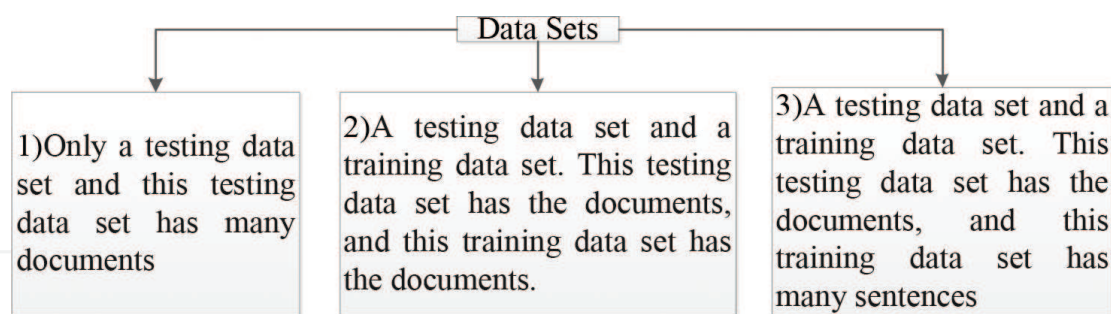 Data Sets
1)Only a testing data
set and this testing
data set has many
documents
2)A testing data set and a
training data set. This testing
data set has the documents,
and this training data set has
the documents.
3)A testing data set and a
training data set. This
testing data set has the
documents, and this
training data set has
many sentences